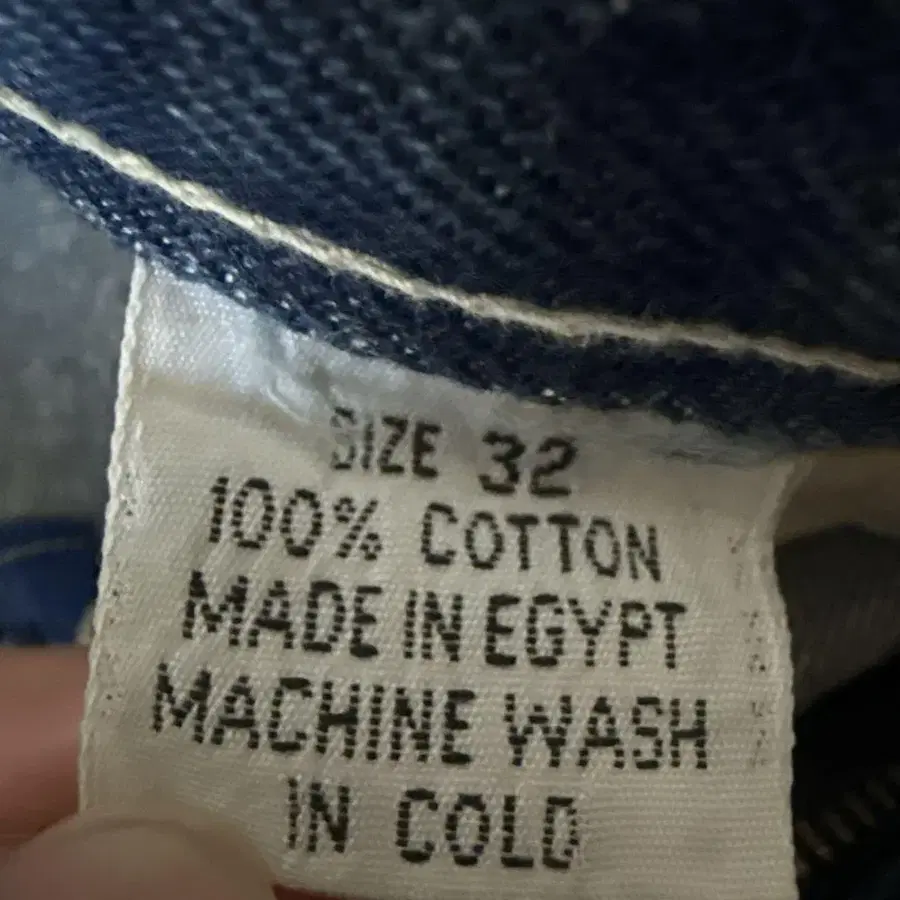 SIZE 32
100% COTTON
MADE IN EGYPT
MACHINE WASH
IN COLD